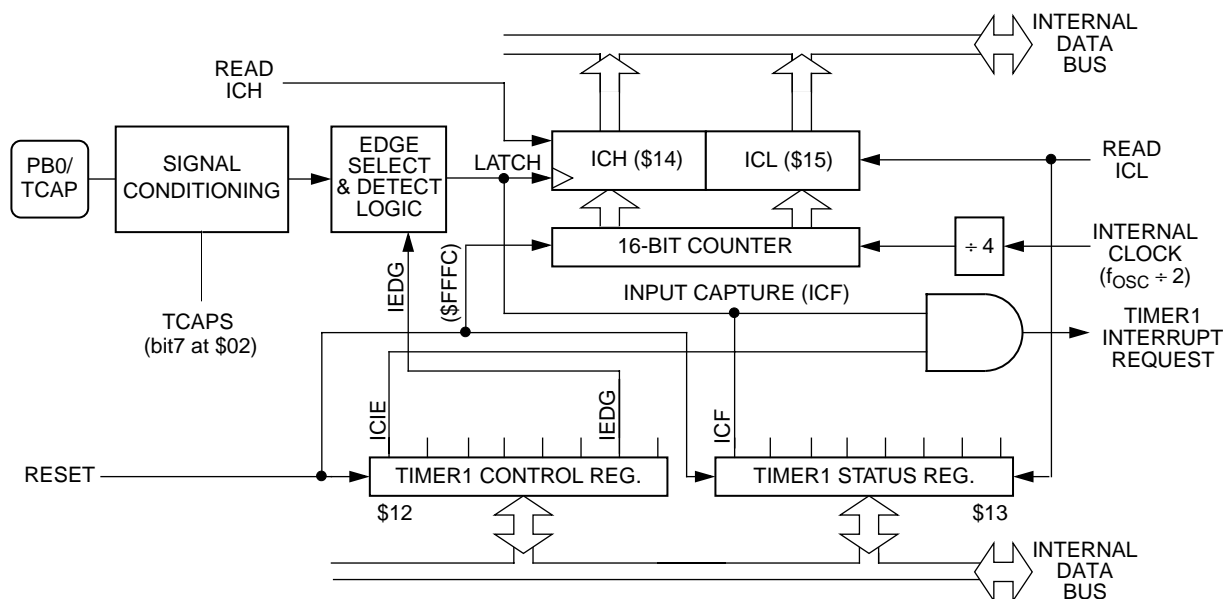 INTERNAL
DATA
BUS
READ
ICH
PB0/
TCAP
SIGNAL
CONDITIONING
EDGE
SELECT
& DETECT
LOGIC
LATCH
ICH ($14)
ICL ($15)
READ
ICL
16-BIT COUNTER
÷ 4
INTERNAL
CLOCK
(fOSC ÷ 2)
IEDG
($FFFC)
INPUT CAPTURE (ICF)
TCAPS
(bit7 at $02)
TIMER1
INTERRUPT
REQUEST
ICIE
IEDG
ICF
RESET
TIMER1 CONTROL REG.
TIMER1 STATUS REG.
$12
$13
INTERNAL
DATA
BUS